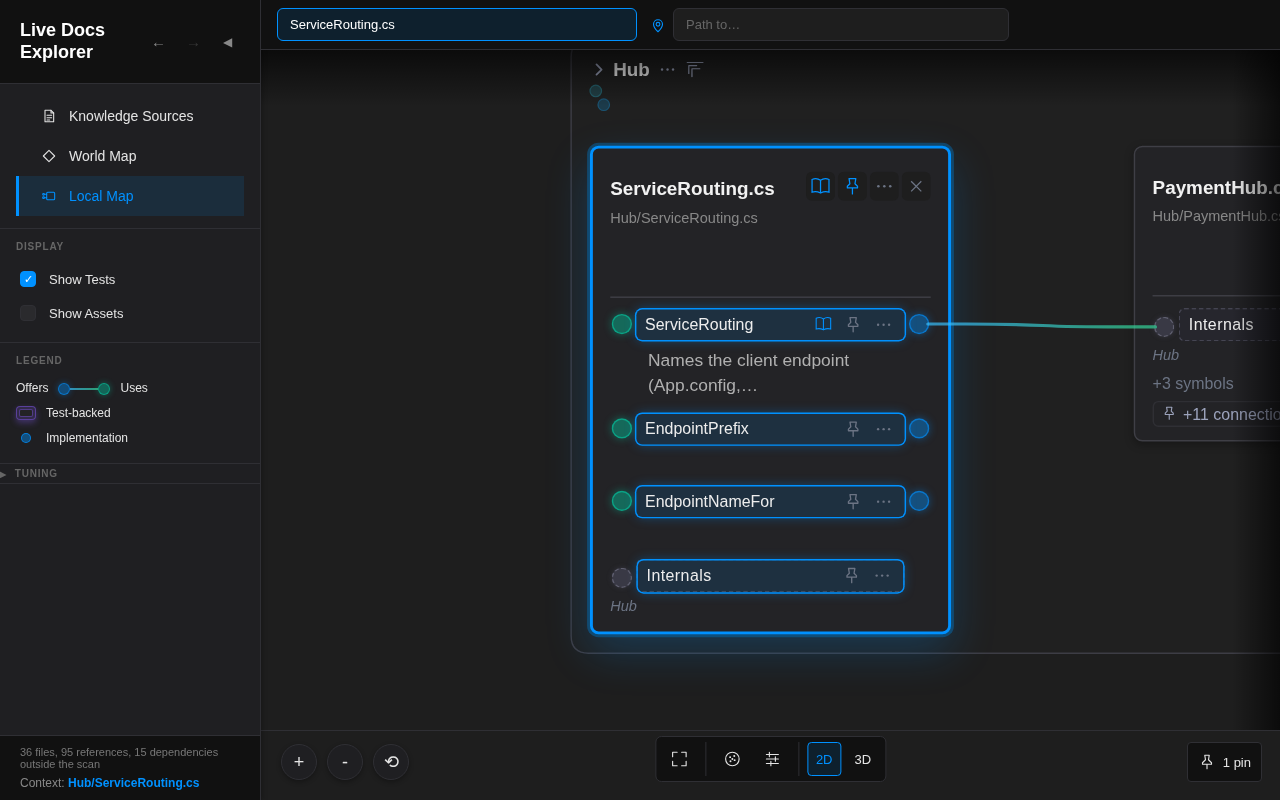 Live Docs
Explorer
Knowledge Sources
World Map
Local Map
DISPLAY
Show Tests
Show Assets
LEGEND
Offers
Uses
Test-backed
Implementation
TUNING
36 files, 95 references, 15 dependencies
outside the scan
Context: Hub/ServiceRouting.cs
ServiceRouting.cs
Path to…
Hub
ServiceRouting.cs
Hub/ServiceRouting.cs
ServiceRouting
Names the client endpoint
(App.config,…
EndpointPrefix
EndpointNameFor
Internals
Hub
PaymentHub.c
Hub/PaymentHub.cs
Internals
Hub
+3 symbols
+11 connectio
+
-
2D
3D
1 pin